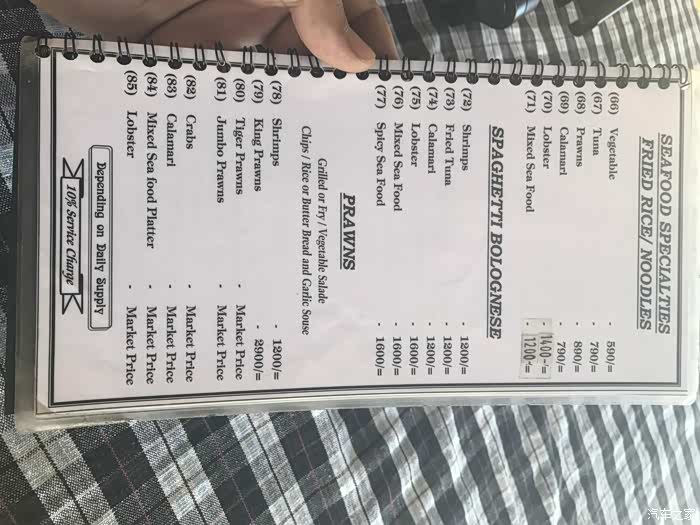 SEAFOOD SPECIALTIES
FRIED RICE/ NOODLES
(66) Vegetable - 590/=
(67) Tuna - 790/=
(68) Prawns - 890/=
(69) Calamari - 790/=
(70) Lobster - 1400/=
(71) Mixed Sea Food - 1200/=
SPAGHETTI BOLOGNESE
(72) Shrimps - 1200/=
(73) Fried Tuna - 1200/=
(74) Calamari - 1200/=
(75) Lobster - 1600/=
(76) Mixed Sea Food - 1600/=
(77) Spicy Sea Food - 1600/=
PRAWNS
Grilled or Fry / Vegetable Salade
Chips / Rice or Butter Bread and Garlic Souse
(78) Shrimps - 1200/=
(79) King Prawns - 2900/=
(80) Tiger Prawns - Market Price
(81) Jumbo Prawns - Market Price
(82) Crabs - Market Price
(83) Calamari - Market Price
(84) Mixed Sea food Platter - Market Price
(85) Lobster - Market Price
Depending on Daily Supply
10% Service Charge
汽车之家